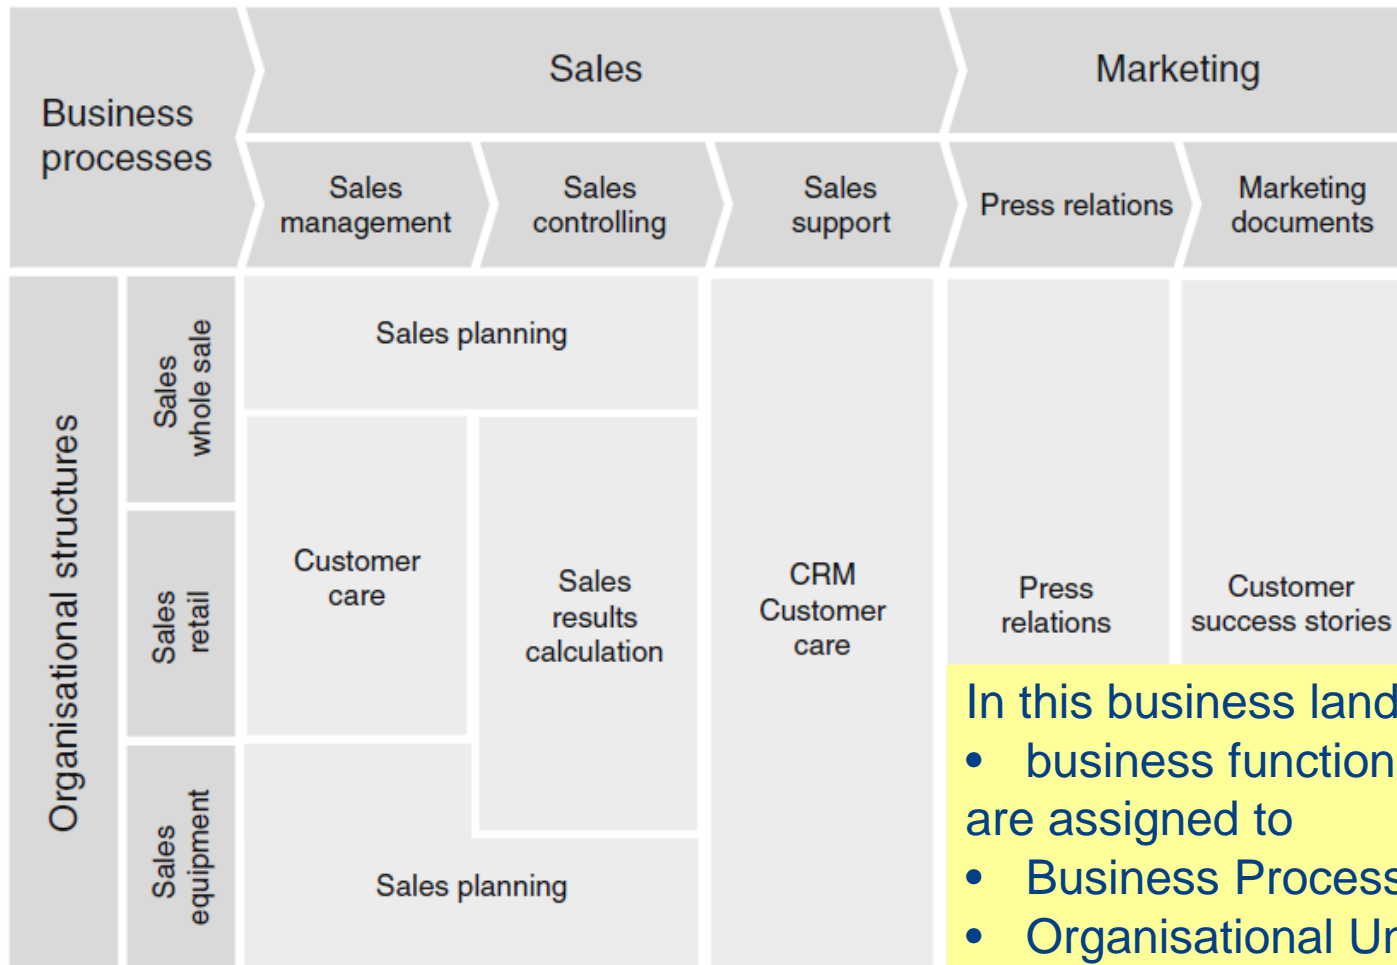 Business
processes
Sales
Marketing
Sales
management
Sales
controlling
Sales
support
Press relations
Marketing
documents
Organisational structures
Sales
whole sale
Sales
retail
Sales
equipment
Sales planning
Customer
care
Sales
results
calculation
Sales planning
CRM
Customer
care
Press
relations
Customer
success stories
In this business land
• business function
are assigned to
• Business Process
• Organisational Un